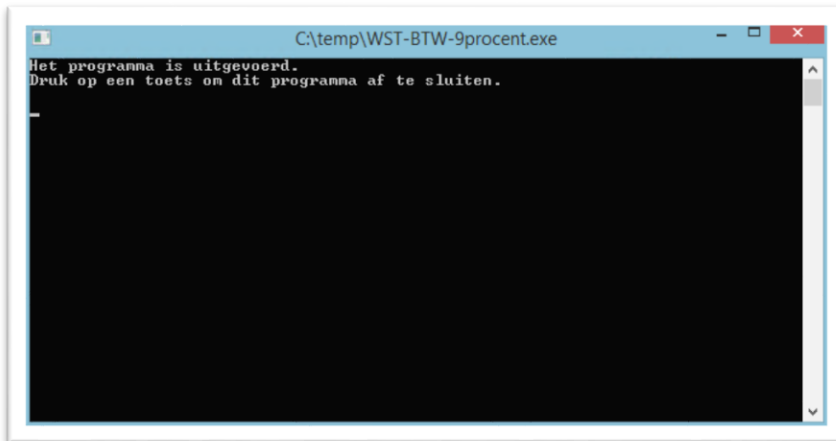 C:\temp\WST-BTW-9procent.exe
Het programma is uitgevoerd.
Druk op een toets om dit programma af te sluiten.